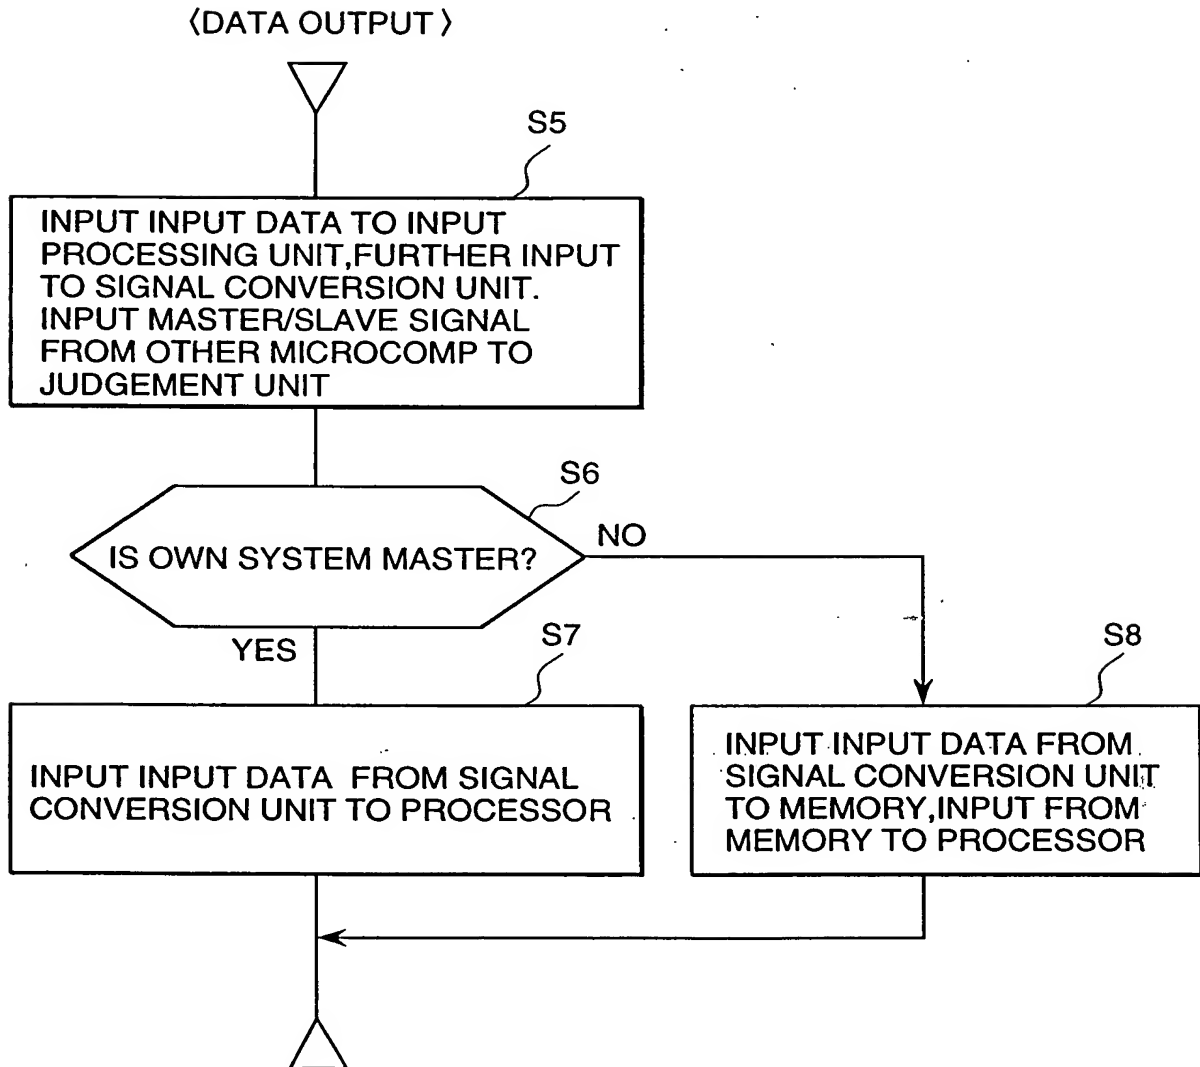 〈DATA OUTPUT〉
S5
INPUT INPUT DATA TO INPUT
PROCESSING UNIT,FURTHER INPUT
TO SIGNAL CONVERSION UNIT.
INPUT MASTER/SLAVE SIGNAL
FROM OTHER MICROCOMP TO
JUDGEMENT UNIT
S6
IS OWN SYSTEM MASTER?
NO
YES
S7
INPUT INPUT DATA FROM SIGNAL
CONVERSION UNIT TO PROCESSOR
S8
INPUT INPUT DATA FROM
SIGNAL CONVERSION UNIT
TO MEMORY,INPUT FROM
MEMORY TO PROCESSOR